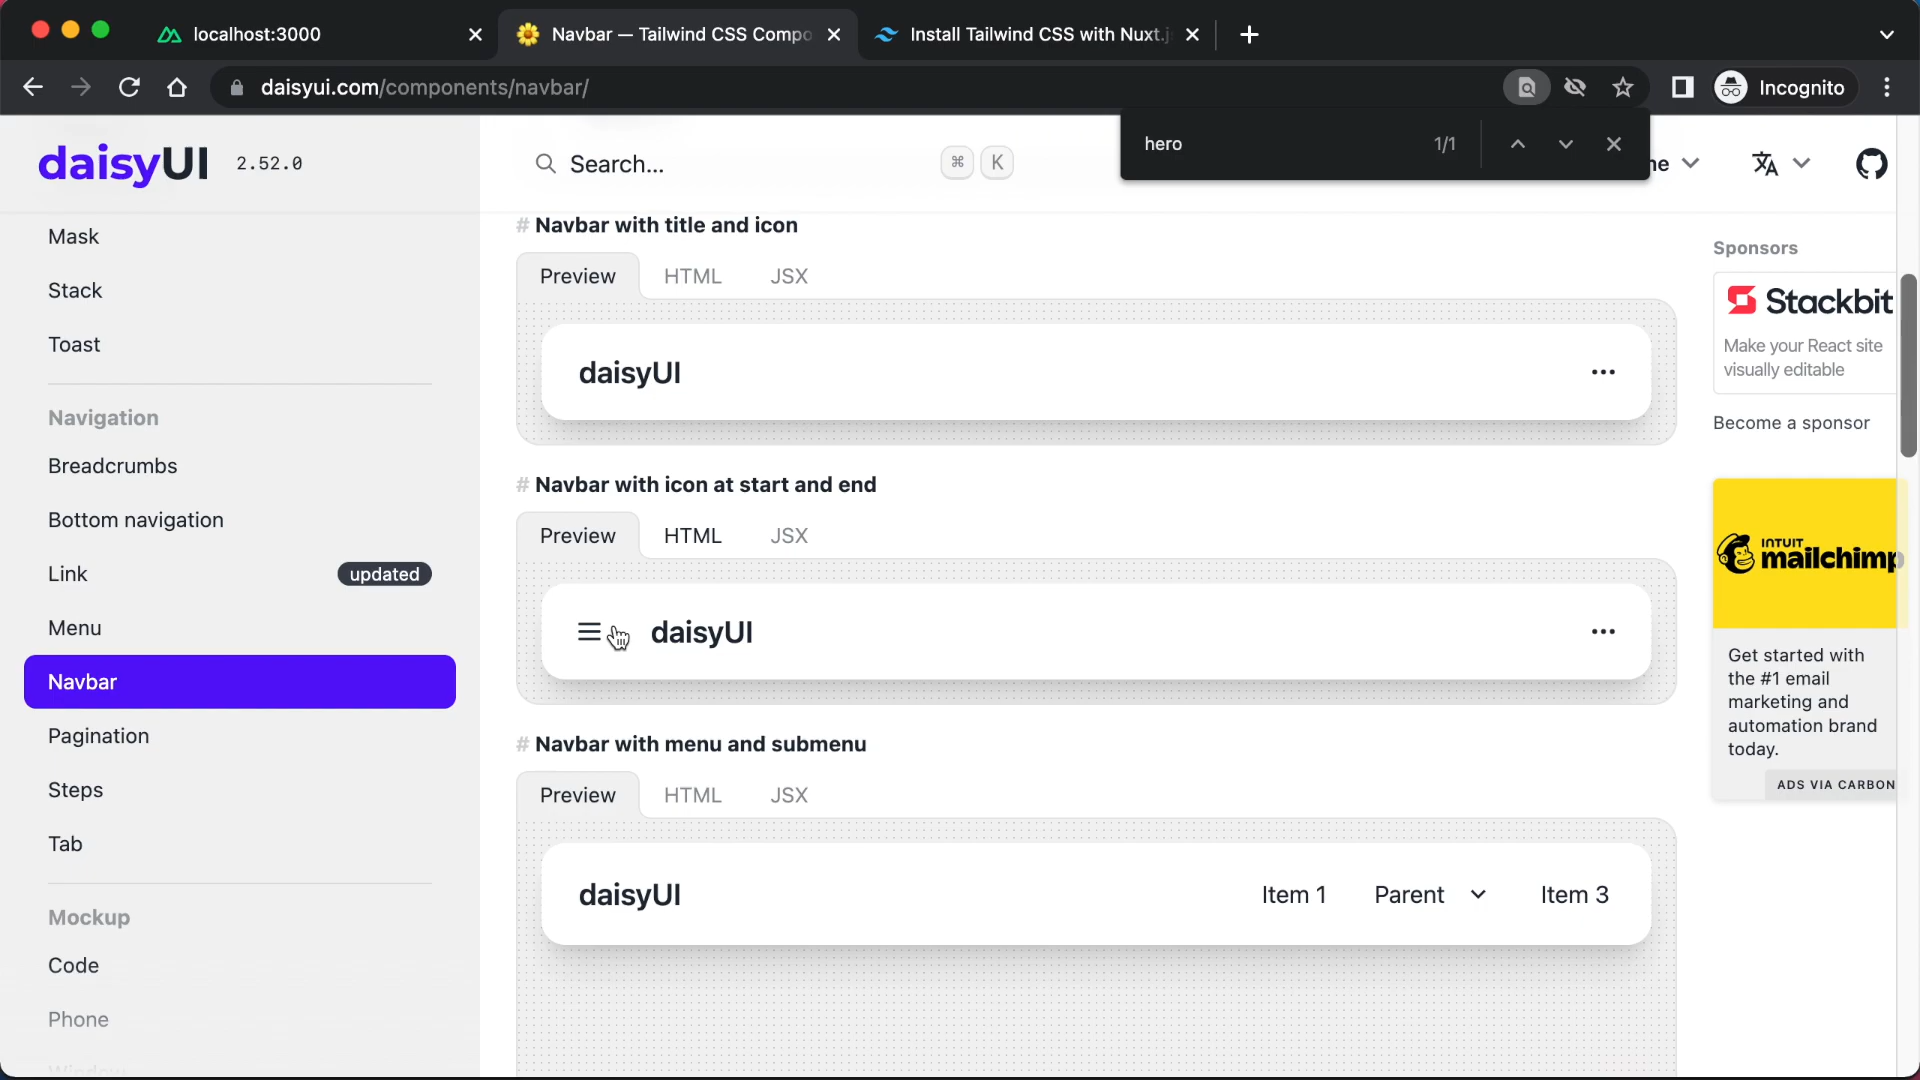 localhost:3000
Navbar — Tailwind CSS Compo
Install Tailwind CSS with Nuxt.j
daisyui.com/components/navbar/
Incognito
hero
1/1
daisyUI
2.52.0
Search...
⌘
K
Mask
Stack
Toast
Navigation
Breadcrumbs
Bottom navigation
Link
updated
Menu
Navbar
Pagination
Steps
Tab
Mockup
Code
Phone
Window
# Navbar with title and icon
Preview
HTML
JSX
daisyUI
# Navbar with icon at start and end
Preview
HTML
JSX
daisyUI
# Navbar with menu and submenu
Preview
HTML
JSX
daisyUI
Item 1
Parent
Item 3
Sponsors
Stackbit
Make your React site
visually editable
Become a sponsor
INTUIT
mailchimp
Get started with
the #1 email
marketing and
automation brand
today.
ADS VIA CARBON